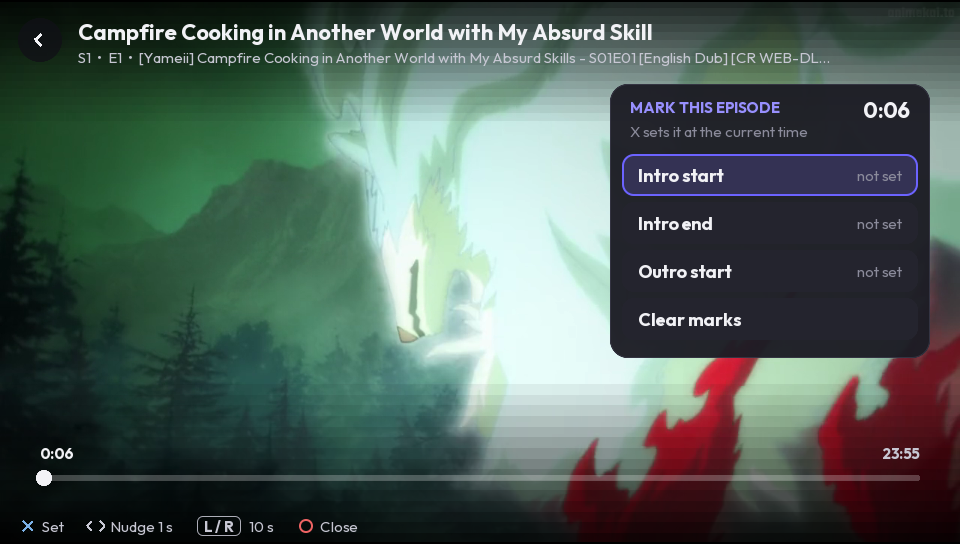 Campfire Cooking in Another World with My Absurd Skill
S1 • E1 • [Yameii] Campfire Cooking in Another World with My Absurd Skills - S01E01 [English Dub] [CR WEB-DL...
MARK THIS EPISODE 0:06
X sets it at the current time
Intro start not set
Intro end not set
Outro start not set
Clear marks
0:06 23:55
Set Nudge 1 s L / R 10 s Close